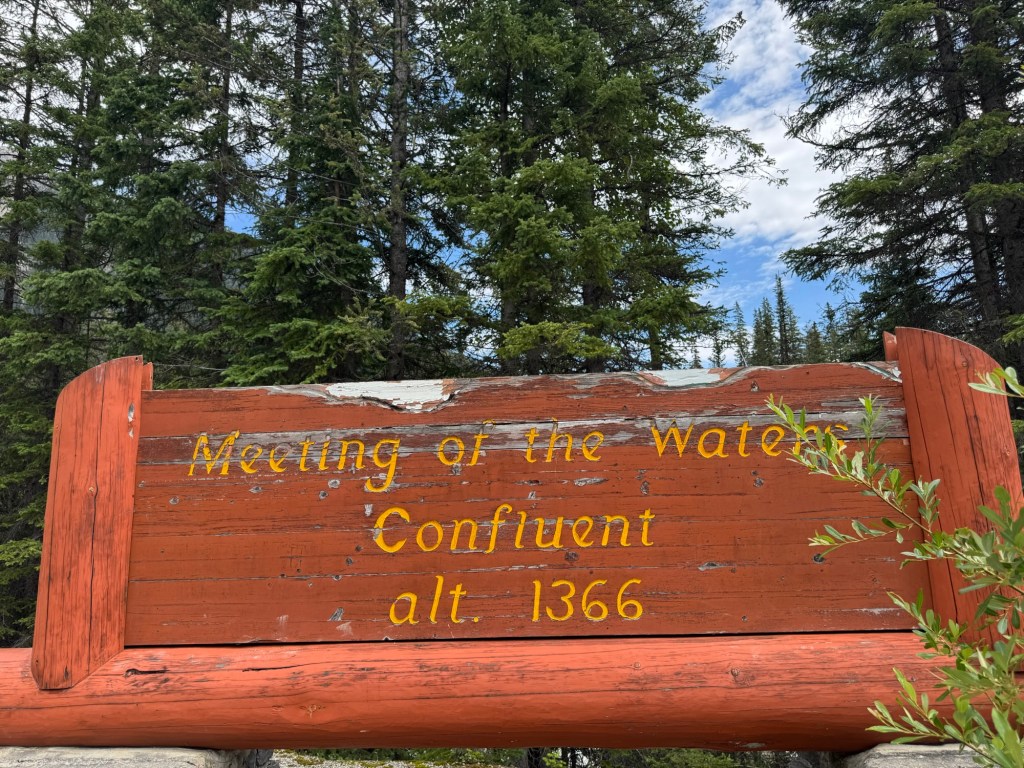 Meeting of the Waters
Confluent
alt. 1366